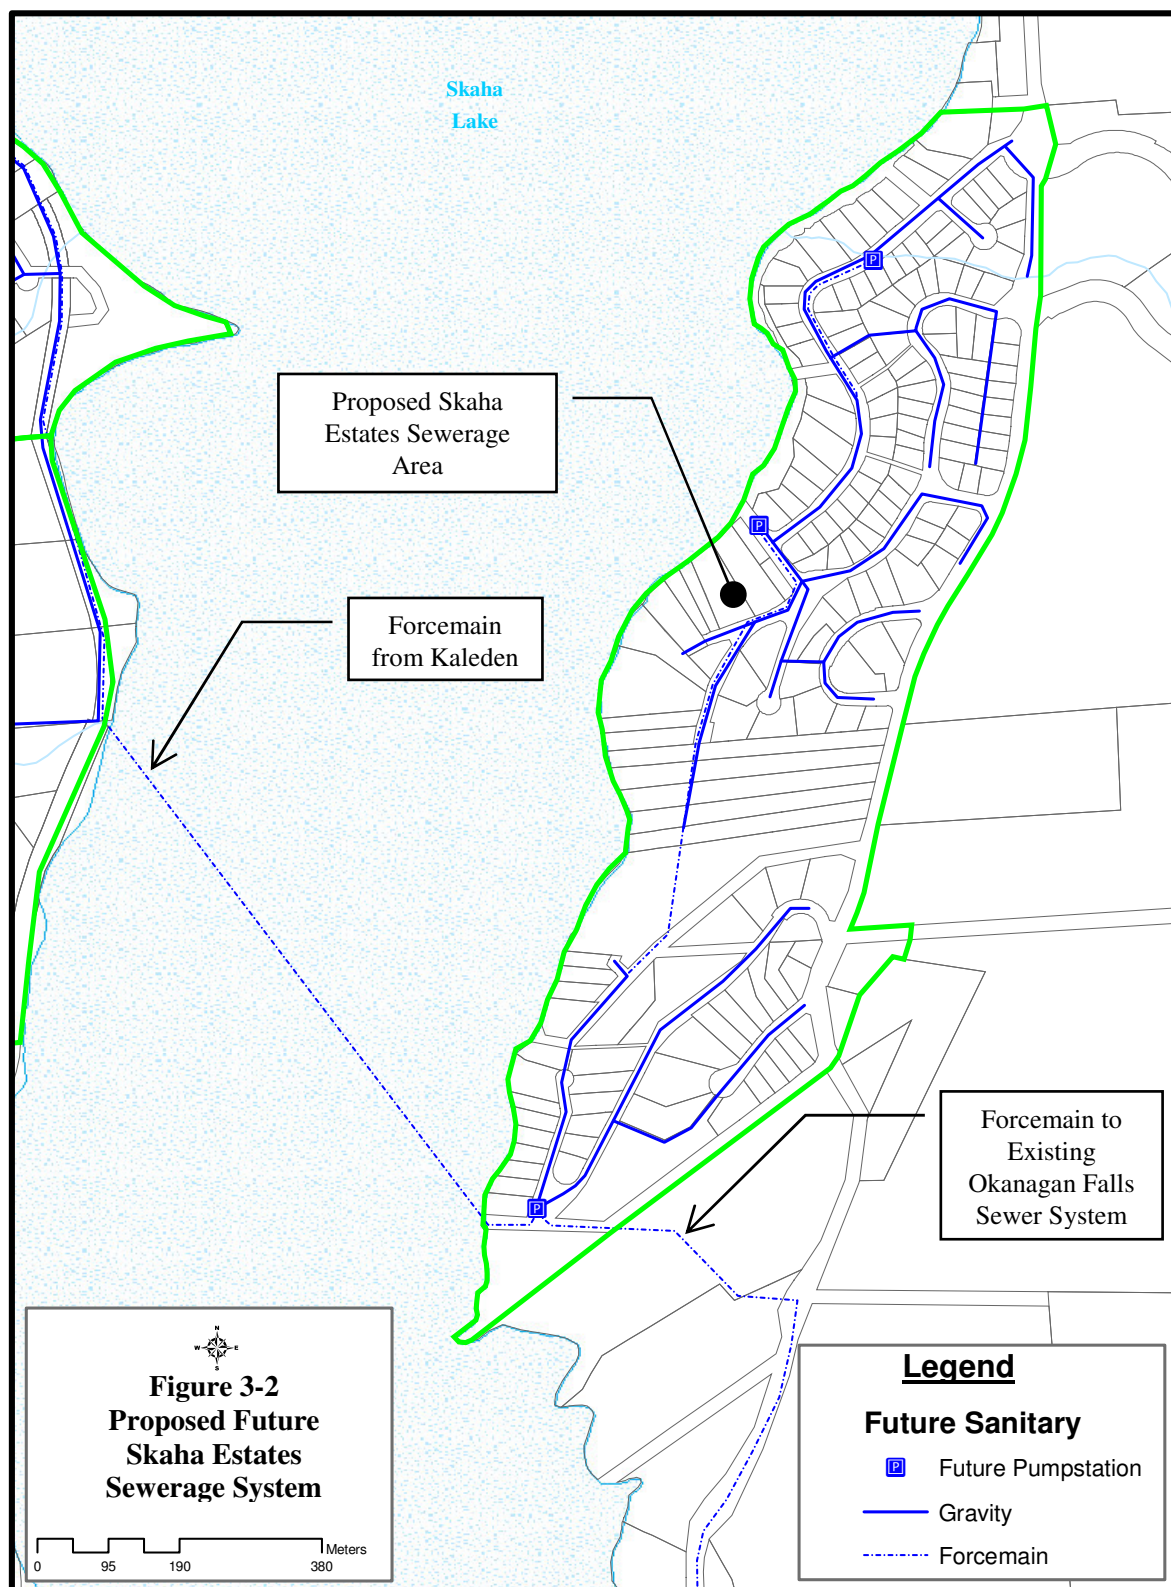 Skaha
Lake
P
Proposed Skaha
Estates Sewerage
Area
P
Forcemain
from Kaleden
Forcemain to
Existing
Okanagan Falls
Sewer System
P
N
W E
S
Figure 3-2
Proposed Future
Skaha Estates
Sewerage System
Meters
0 95 190 380
Legend
Future Sanitary
P Future Pumpstation
Gravity
Forcemain